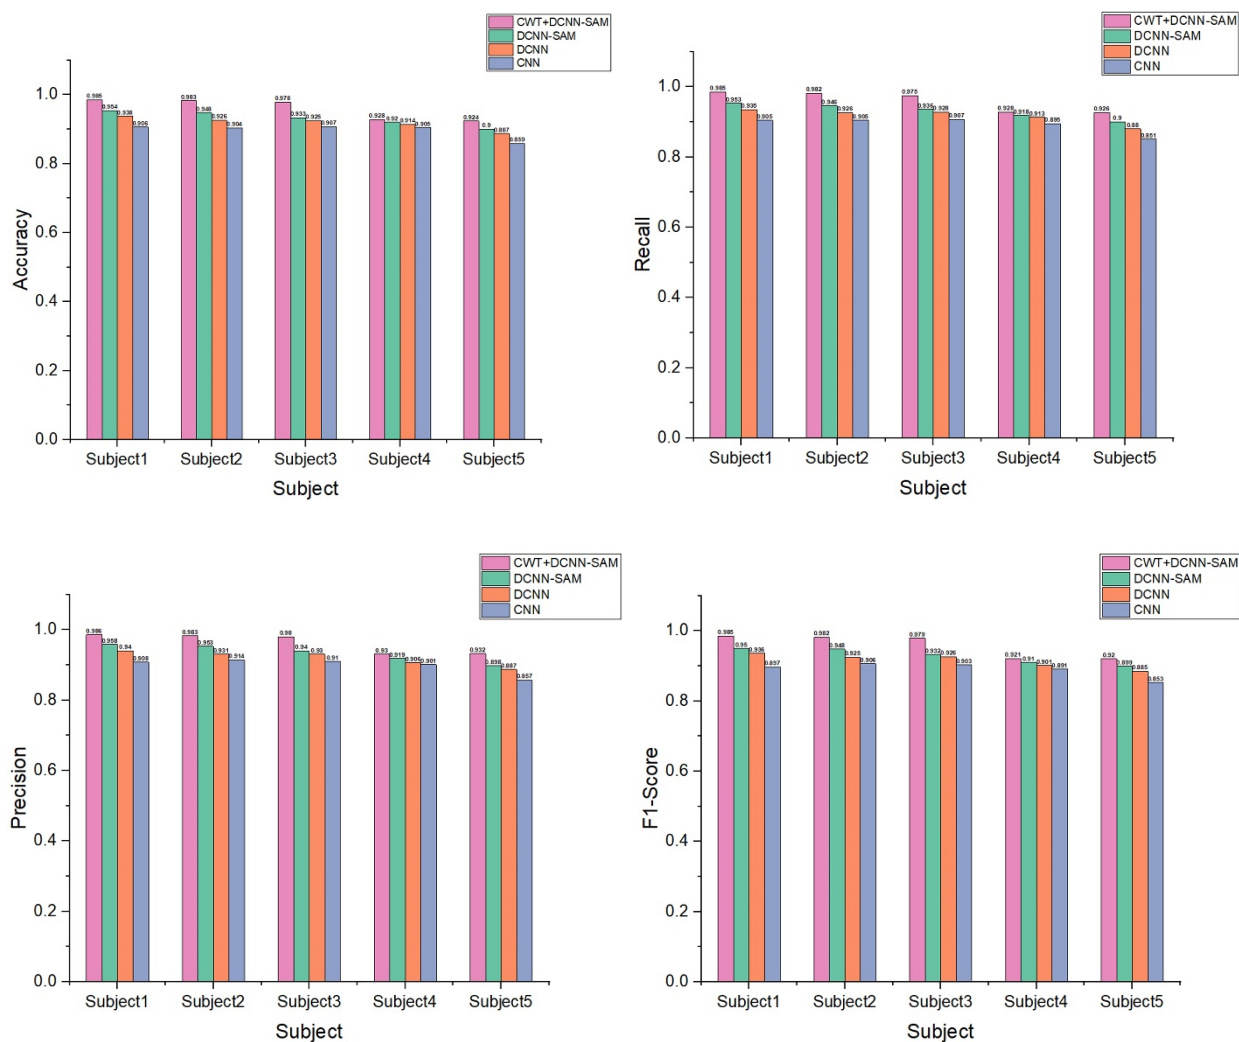 CWT+DCNN-SAM
DCNN-SAM
DCNN
CNN
1.0
0.8
0.6
0.4
0.2
0.0
Accuracy
0.985 0.954 0.938 0.906
0.983 0.948 0.926 0.904
0.978 0.933 0.925 0.907
0.928 0.92 0.914 0.905
0.924 0.9 0.887 0.859
Subject1 Subject2 Subject3 Subject4 Subject5
Subject
CWT+DCNN-SAM
DCNN-SAM
DCNN
CNN
1.0
0.8
0.6
0.4
0.2
0.0
Recall
0.985 0.953 0.935 0.905
0.982 0.946 0.926 0.905
0.975 0.935 0.928 0.907
0.928 0.918 0.913 0.895
0.926 0.9 0.88 0.851
Subject1 Subject2 Subject3 Subject4 Subject5
Subject
CWT+DCNN-SAM
DCNN-SAM
DCNN
CNN
1.0
0.8
0.6
0.4
0.2
0.0
Precision
0.986 0.958 0.94 0.908
0.983 0.953 0.931 0.914
0.98 0.94 0.93 0.91
0.93 0.919 0.906 0.901
0.932 0.898 0.887 0.857
Subject1 Subject2 Subject3 Subject4 Subject5
Subject
CWT+DCNN-SAM
DCNN-SAM
DCNN
CNN
1.0
0.8
0.6
0.4
0.2
0.0
F1-Score
0.985 0.95 0.936 0.897
0.982 0.948 0.925 0.906
0.979 0.932 0.926 0.903
0.921 0.91 0.901 0.891
0.92 0.899 0.885 0.853
Subject1 Subject2 Subject3 Subject4 Subject5
Subject